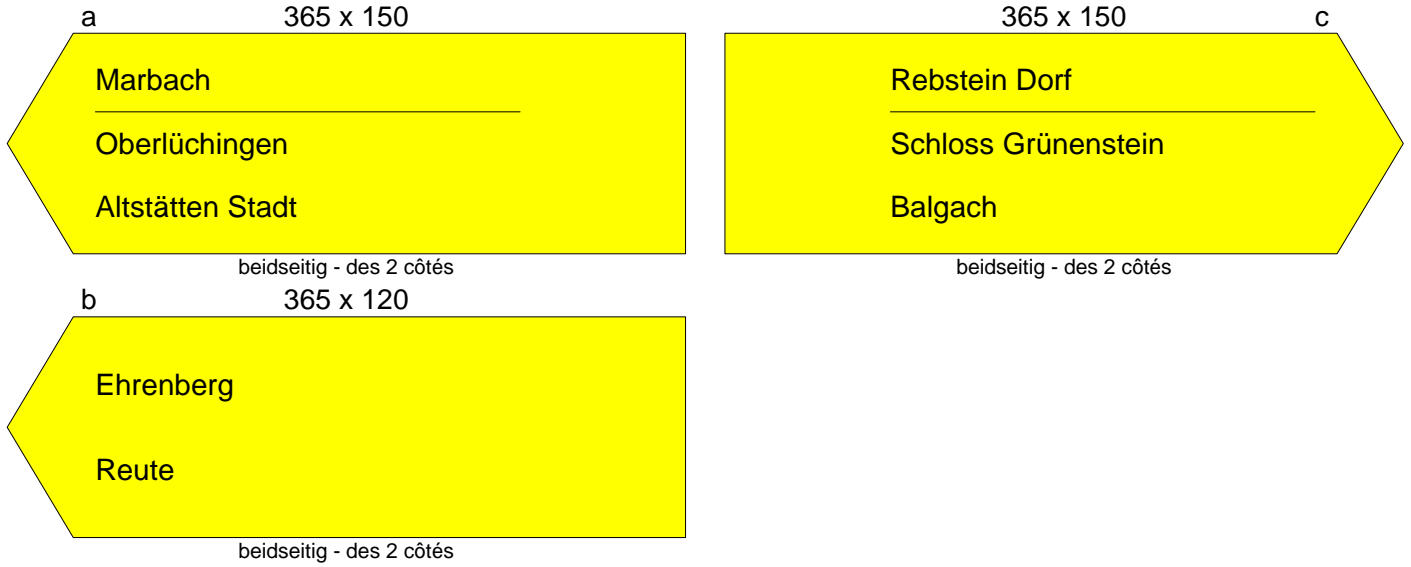 a 365 x 150
Marbach
Oberlüchingen
Altstätten Stadt
beidseitig - des 2 côtés
365 x 150 c
Rebstein Dorf
Schloss Grünenstein
Balgach
beidseitig - des 2 côtés
b 365 x 120
Ehrenberg
Reute
beidseitig - des 2 côtés